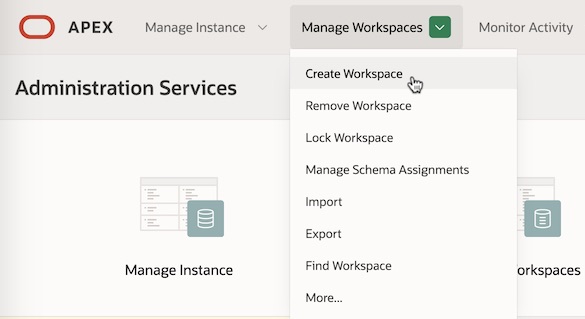 APEX Manage Instance Manage Workspaces Monitor Activity
Create Workspace
Administration Services
Remove Workspace
Lock Workspace
Manage Schema Assignments
Import
Export
Manage Instance
Find Workspace
orkspaces
More...